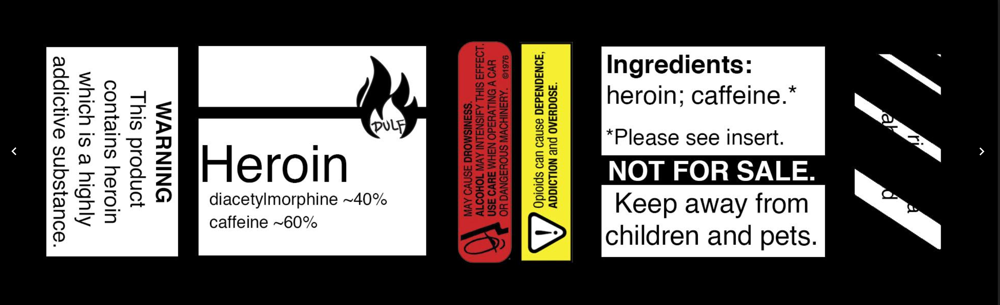 WARNING
This product
contains heroin
which is a highly
addictive substance.
DULF
Heroin
diacetylmorphine ~40%
caffeine ~60%
MAY CAUSE DROWSINESS.
ALCOHOL MAY INTENSIFY THIS EFFECT.
USE CARE WHEN OPERATING A CAR
OR DANGEROUS MACHINERY. ©1976
Opioids can cause DEPENDENCE,
ADDICTION and OVERDOSE.
Ingredients:
heroin; caffeine.*
*Please see insert.
NOT FOR SALE.
Keep away from
children and pets.